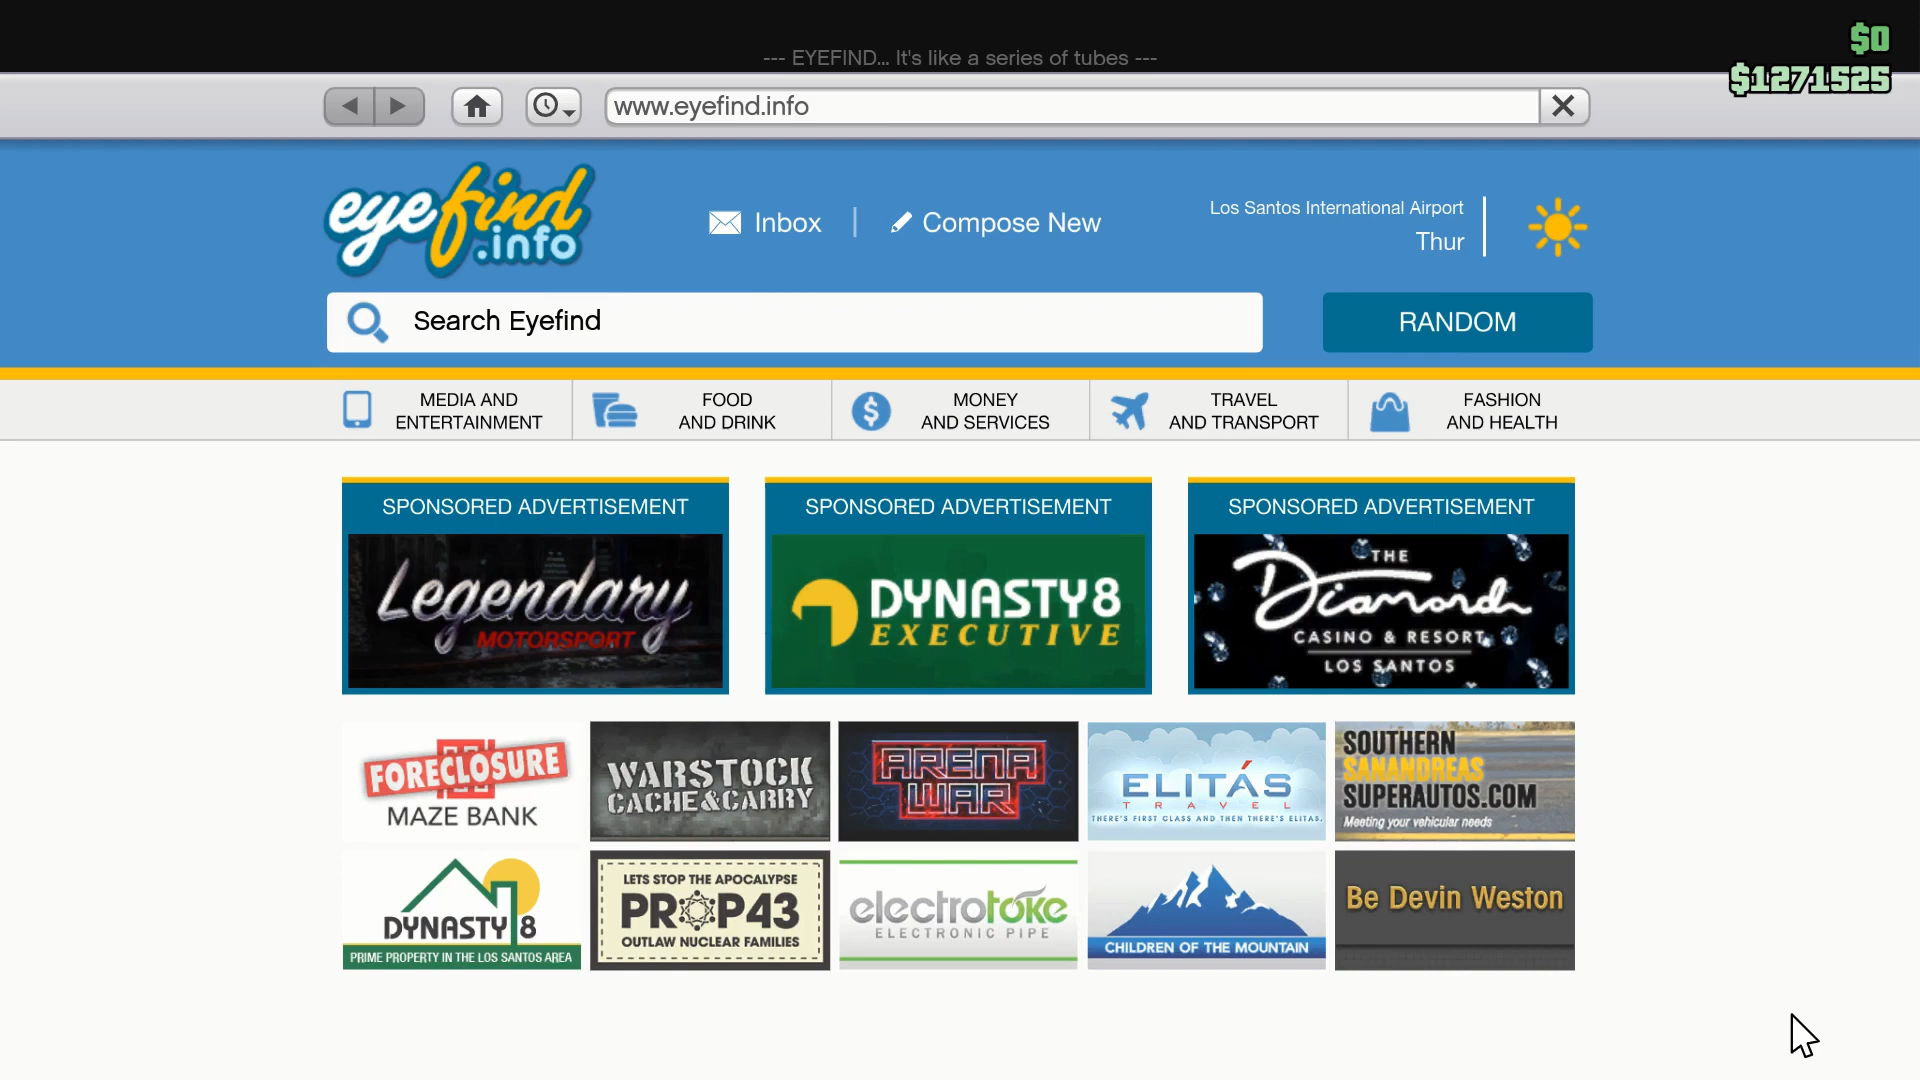 $0
--- EYEFIND... It's like a series of tubes ---
$1271525
www.eyefind.info
eyefind
.info
Inbox
Compose New
Los Santos International Airport
Thur
Search Eyefind
RANDOM
MEDIA AND
ENTERTAINMENT
FOOD
AND DRINK
MONEY
AND SERVICES
TRAVEL
AND TRANSPORT
FASHION
AND HEALTH
SPONSORED ADVERTISEMENT
Legendary
MOTORSPORT
SPONSORED ADVERTISEMENT
DYNASTY8
EXECUTIVE
SPONSORED ADVERTISEMENT
THE
Diamond
CASINO & RESORT
LOS SANTOS
FORECLOSURE
MAZE BANK
WARSTOCK
CACHE&CARRY
ARENA
WAR
ELITÁS
TRAVEL
THERE'S FIRST CLASS AND THEN THERE'S ELITAS.
SOUTHERN
SANANDREAS
SUPERAUTOS.COM
Meeting your vehicular needs
DYNASTY 8
PRIME PROPERTY IN THE LOS SANTOS AREA
LETS STOP THE APOCALYPSE
PROP43
OUTLAW NUCLEAR FAMILIES
electrotoke
ELECTRONIC PIPE
CHILDREN OF THE MOUNTAIN
Be Devin Weston